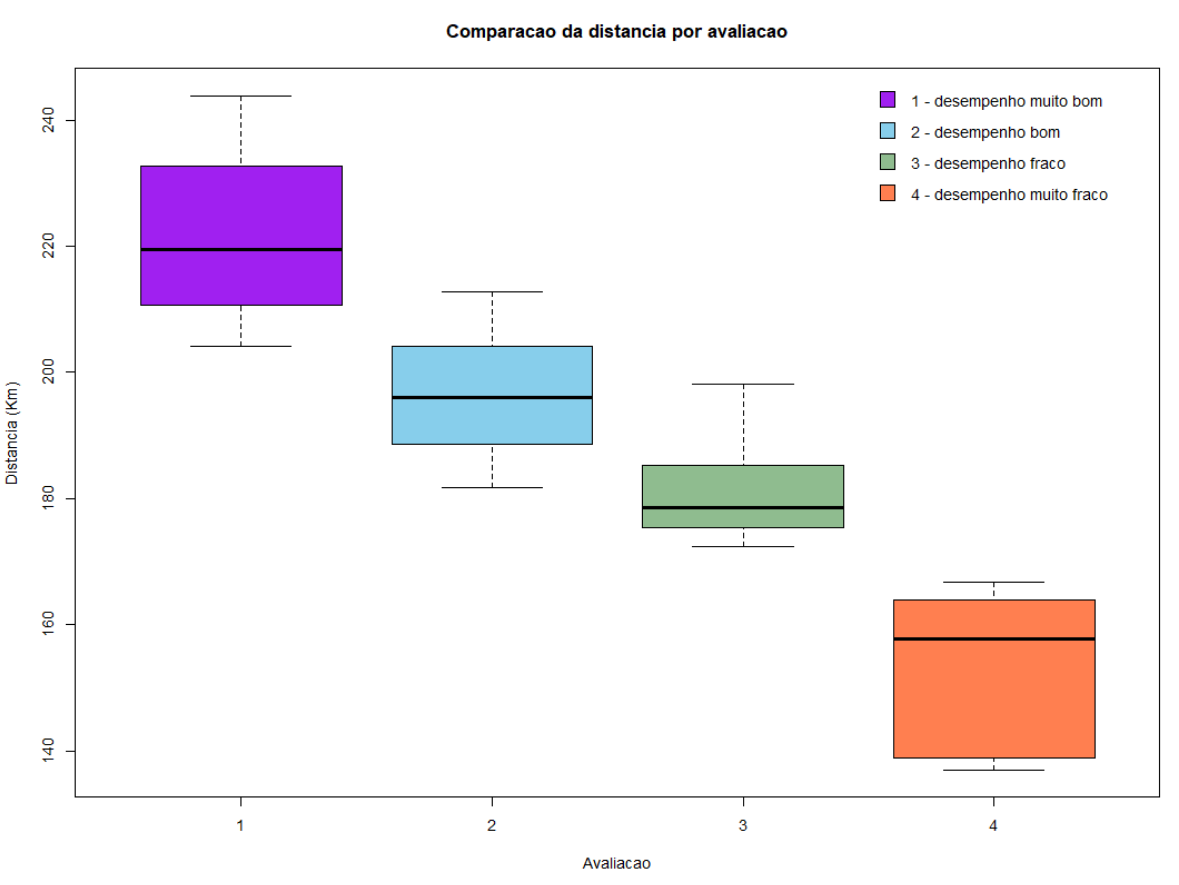 Comparacao da distancia por avaliacao
1 - desempenho muito bom
2 - desempenho bom
3 - desempenho fraco
4 - desempenho muito fraco
240
220
200
180
160
140
Distancia (Km)
1 2 3 4
Avaliacao